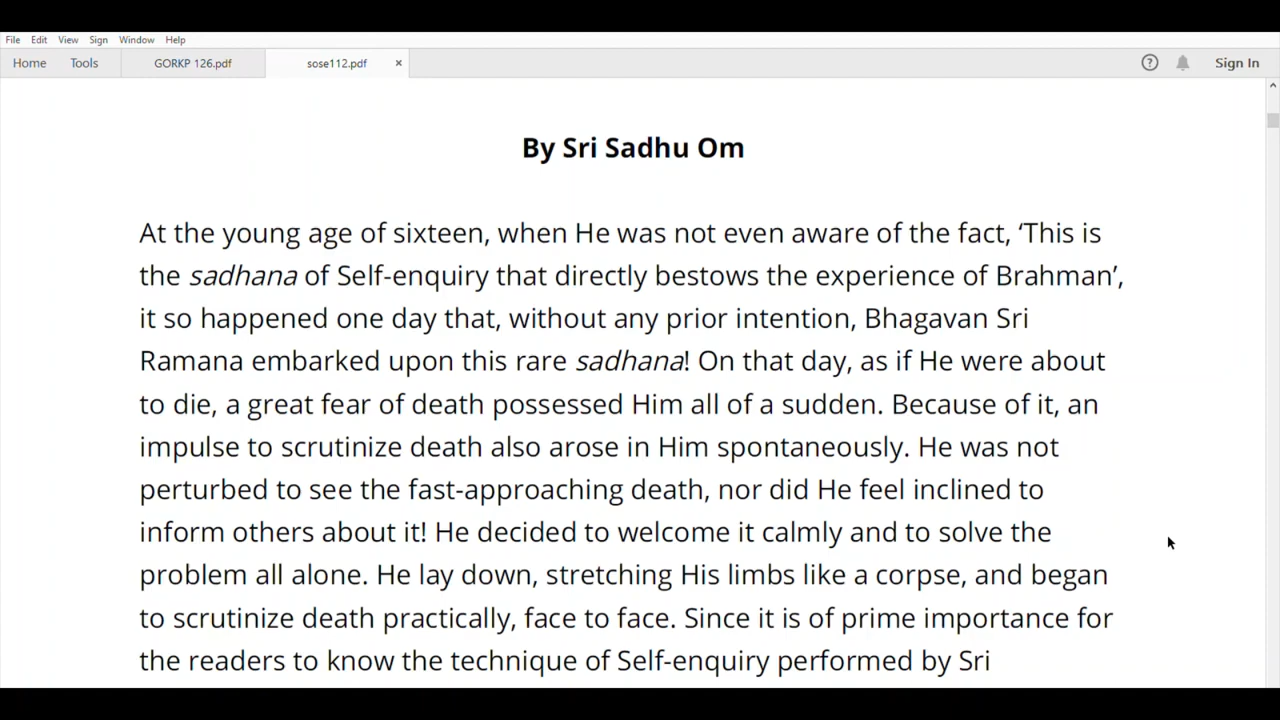 File Edit View Sign Window Help
Home Tools GORKP 126.pdf sose112.pdf × ? Sign In
By Sri Sadhu Om
At the young age of sixteen, when He was not even aware of the fact, ‘This is
the sadhana of Self-enquiry that directly bestows the experience of Brahman’,
it so happened one day that, without any prior intention, Bhagavan Sri
Ramana embarked upon this rare sadhana! On that day, as if He were about
to die, a great fear of death possessed Him all of a sudden. Because of it, an
impulse to scrutinize death also arose in Him spontaneously. He was not
perturbed to see the fast-approaching death, nor did He feel inclined to
inform others about it! He decided to welcome it calmly and to solve the
problem all alone. He lay down, stretching His limbs like a corpse, and began
to scrutinize death practically, face to face. Since it is of prime importance for
the readers to know the technique of Self-enquiry performed by Sri